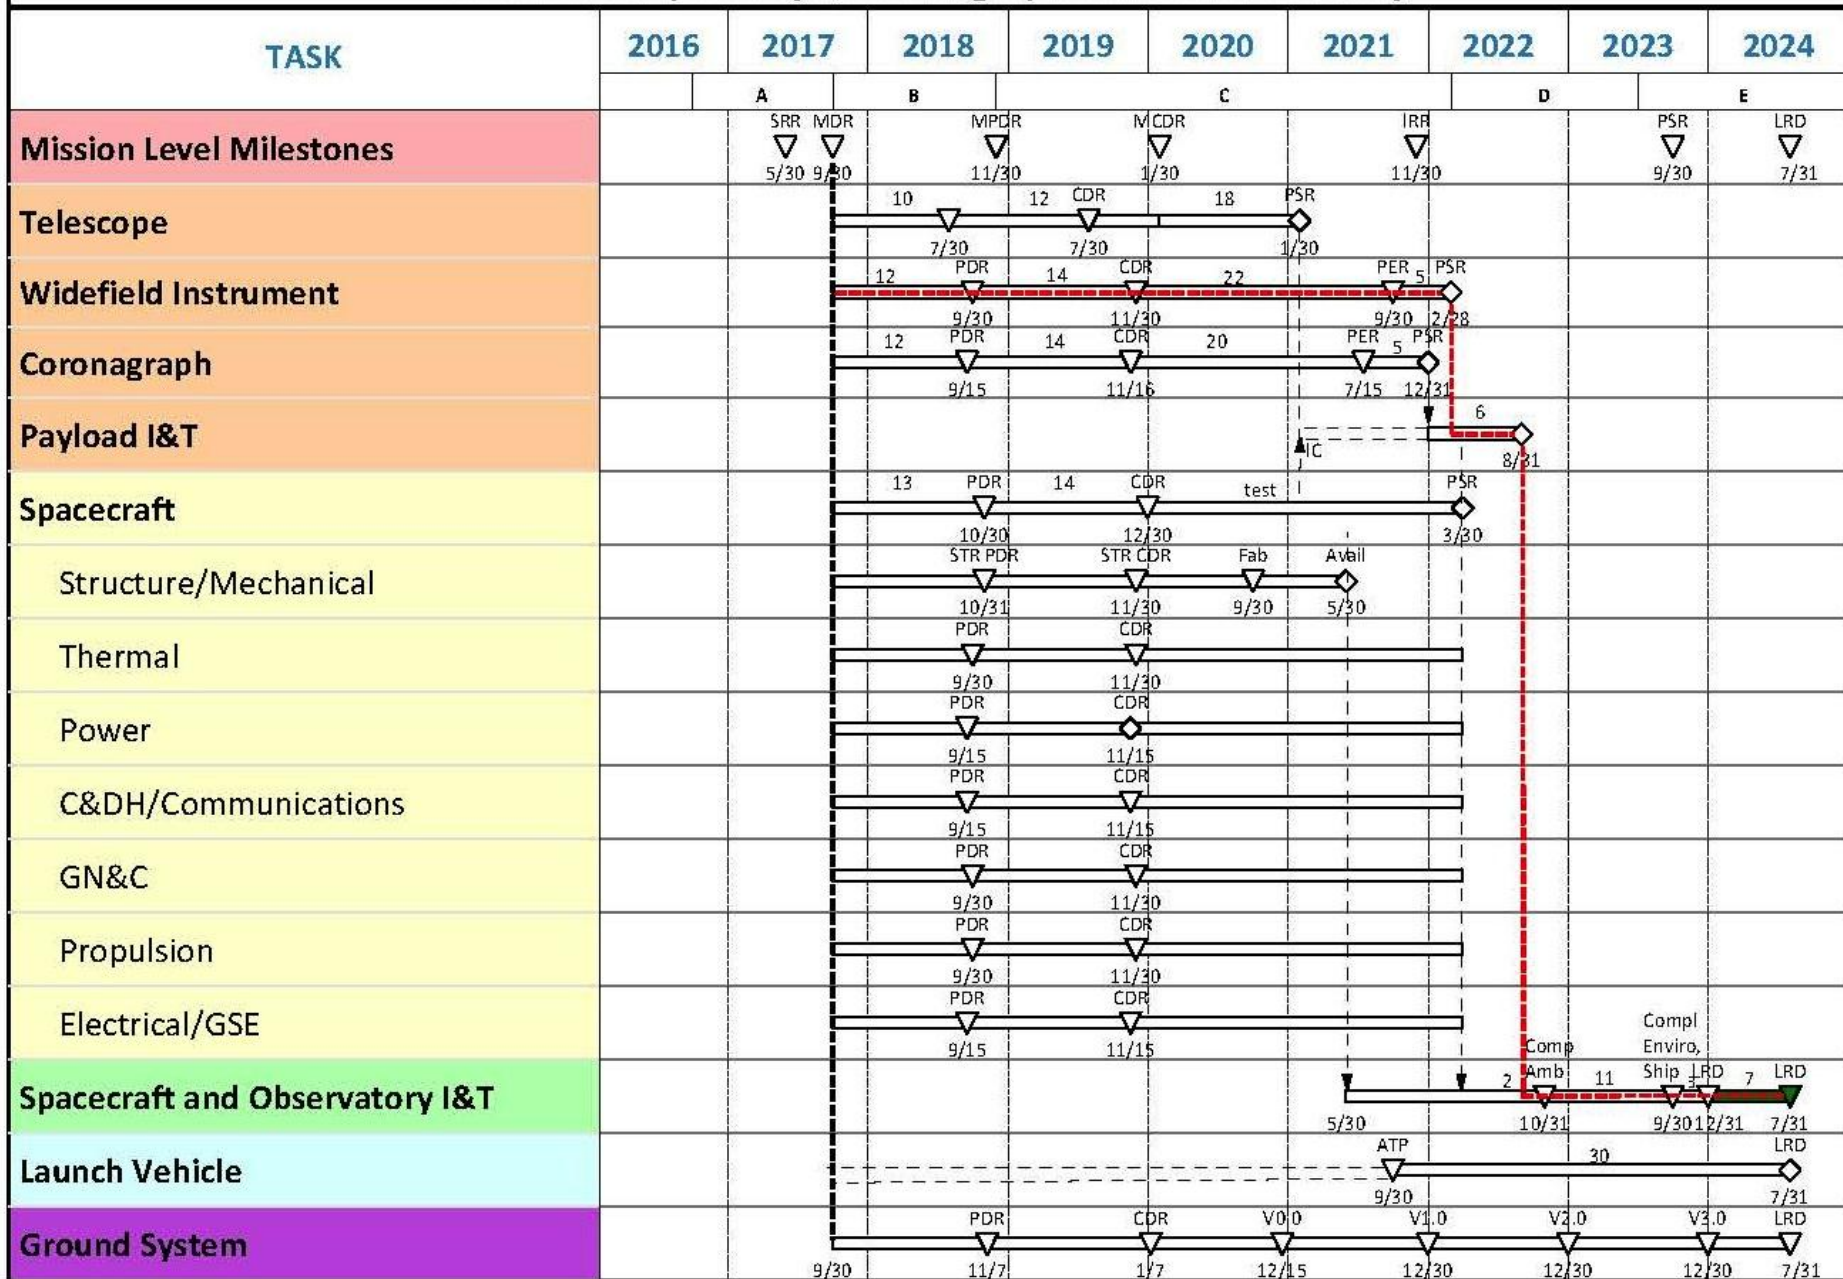 TASK 2016 2017 2018 2019 2020 2021 2022 2023 2024
A B C D E
SRR MDR MPDR MCDR IRR PSR LRD
Mission Level Milestones
5/30 9/30 11/30 1/30 11/30 9/30 7/31
10 12 CDR 18 PSR
Telescope
7/30 7/30 1/30
12 PDR 14 CDR 22 PER 5 PSR
Widefield Instrument
9/30 11/30 9/30 2/28
12 PDR 14 CDR 20 PER 5 PSR
Coronagraph
9/15 11/16 7/15 12/31
6
Payload I&T
IC 8/31
13 PDR 14 CDR test PSR
Spacecraft
10/30 12/30 3/30
STR PDR STR CDR Fab Avail
Structure/Mechanical
10/31 11/30 9/30 5/30
PDR CDR
Thermal
9/30 11/30
PDR CDR
Power
9/15 11/15
PDR CDR
C&DH/Communications
9/15 11/15
PDR CDR
GN&C
9/30 11/30
PDR CDR
Propulsion
9/30 11/30
PDR CDR
Electrical/GSE
9/15 11/15
Compl
Comp Enviro,
2 Amb 11 Ship 3 LRD 7 LRD
Spacecraft and Observatory I&T
5/30 10/31 9/30 12/31 7/31
ATP 30 LRD
Launch Vehicle
9/30 7/31
PDR CDR V0.0 V1.0 V2.0 V3.0 LRD
Ground System
9/30 11/7 1/7 12/15 12/30 12/30 12/30 7/31